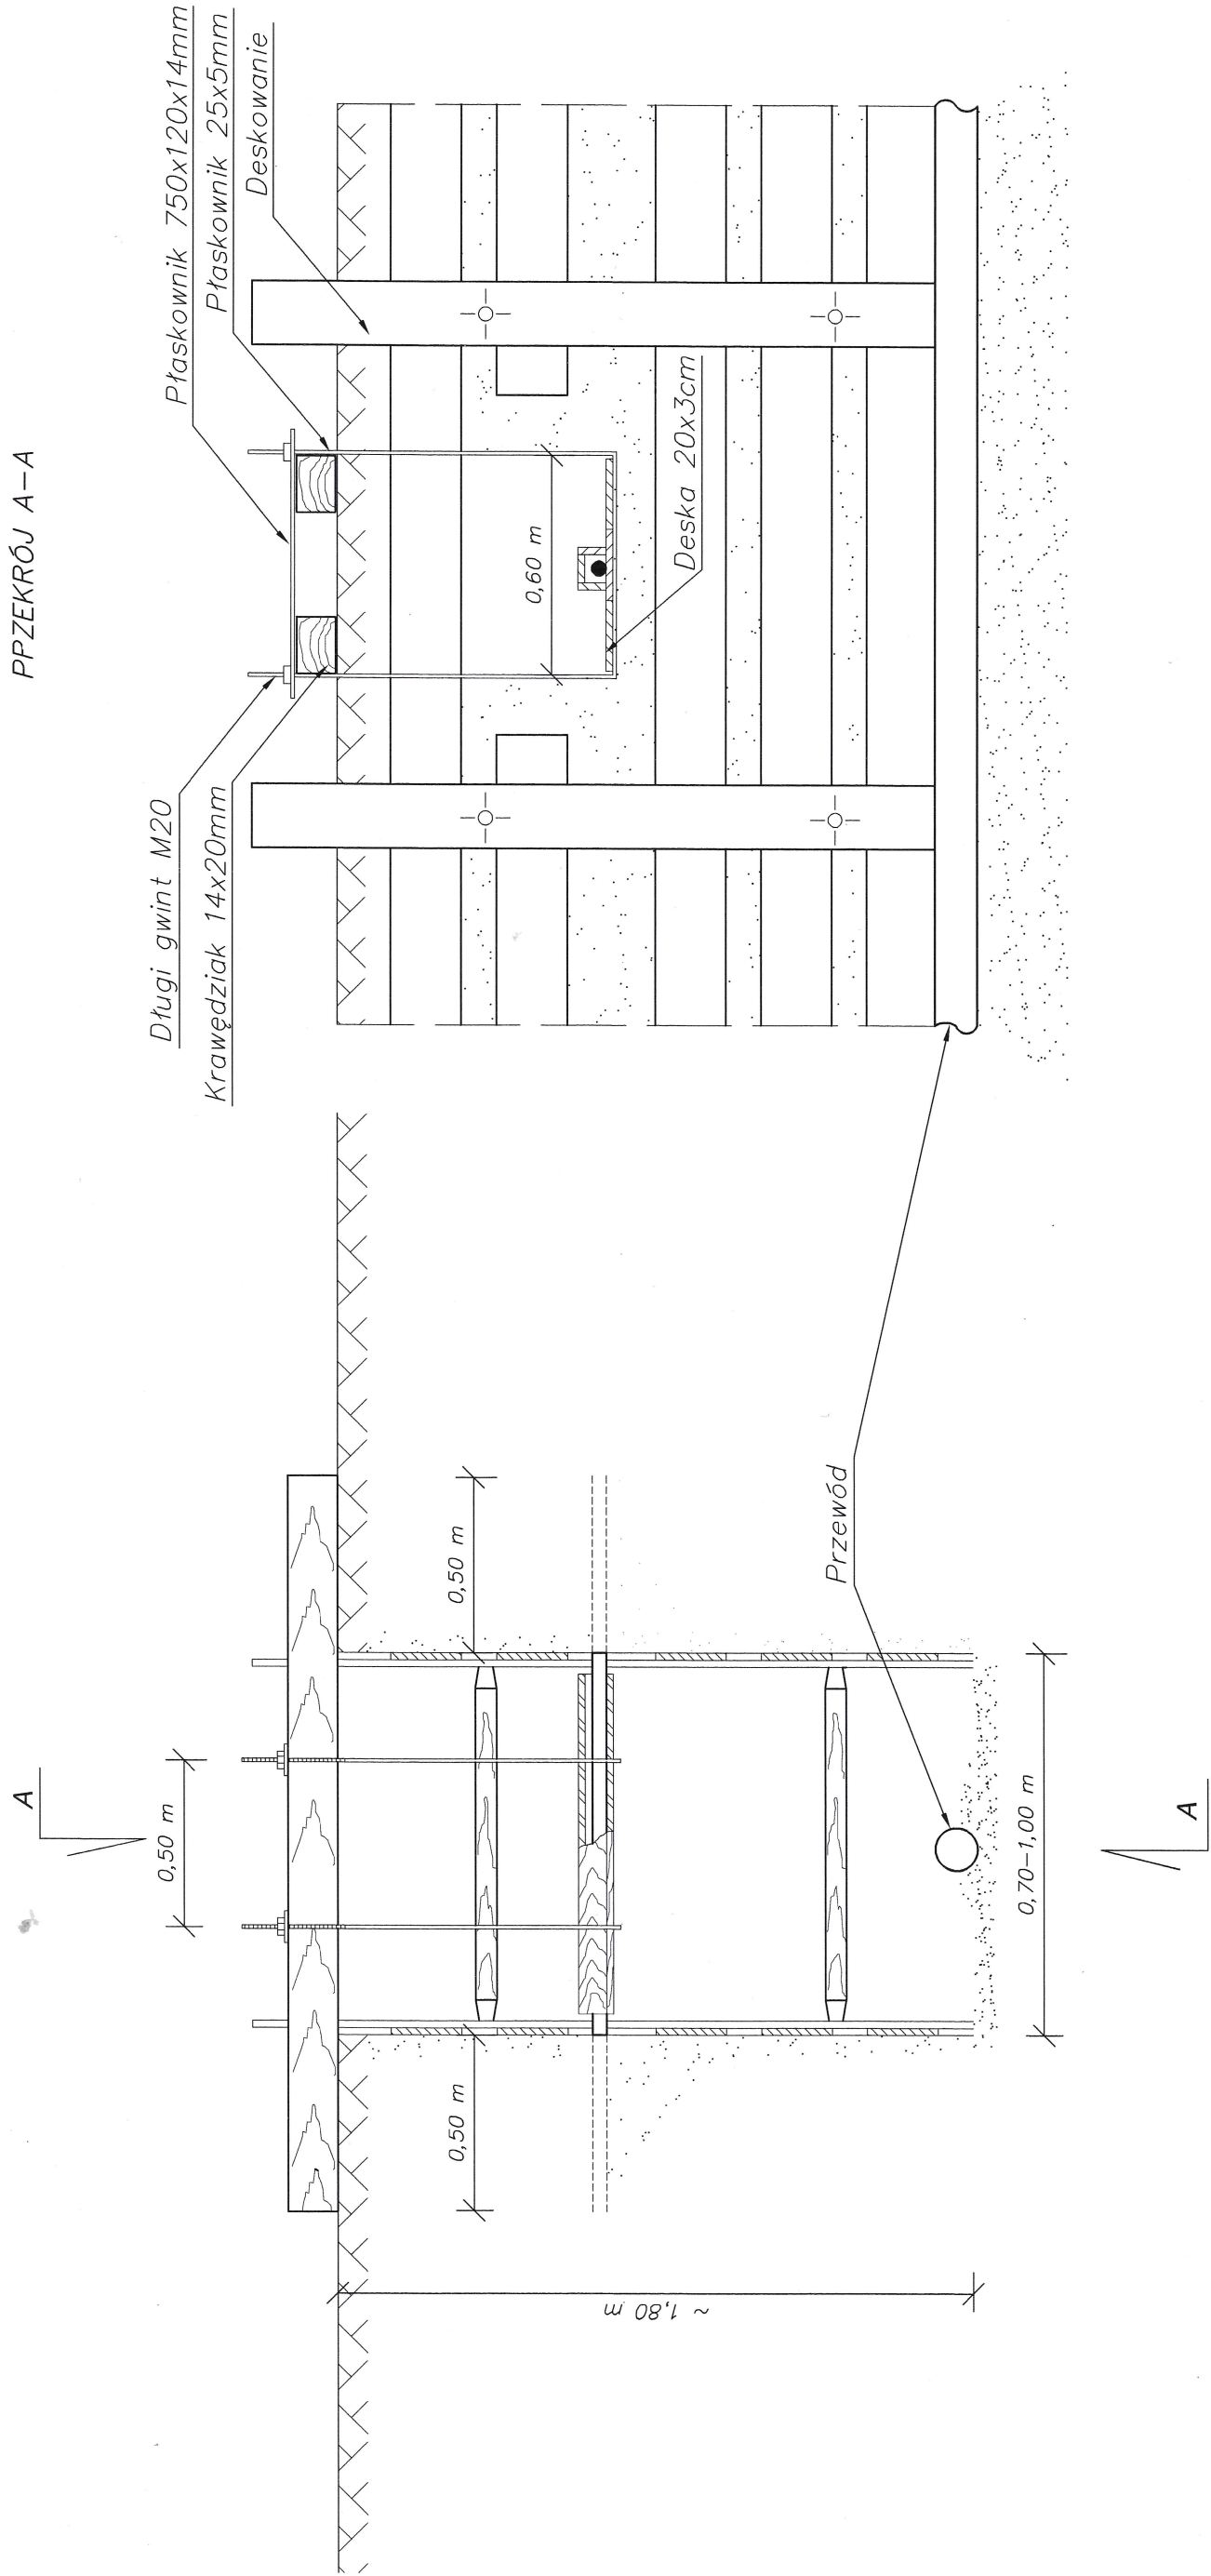 PPZEKRÓJ A-A
Płaskownik 750x120x14mm
Płaskownik 25x5mm
Deskowanie
Długi gwint M20
Krawędziak 14x20mm
0,60 m
Deska 20x3cm
A
0,50 m
0,50 m
0,50 m
~ 1,80 m
Przewód
0,70-1,00 m
A